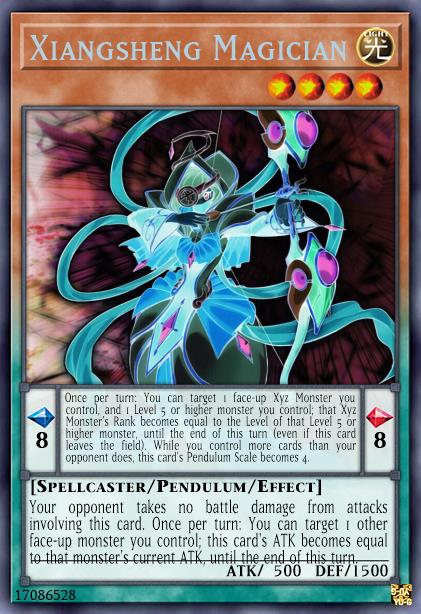 Xiangsheng Magician
LIGHT
光
Once per turn: You can target 1 face-up Xyz Monster you
control, and 1 Level 5 or higher monster you control; that Xyz
Monster's Rank becomes equal to the Level of that Level 5 or
higher monster, until the end of this turn (even if this card
leaves the field). While you control more cards than your
opponent does, this card's Pendulum Scale becomes 4.
8
8
[Spellcaster/Pendulum/Effect]
Your opponent takes no battle damage from attacks
involving this card. Once per turn: You can target 1 other
face-up monster you control; this card's ATK becomes equal
to that monster's current ATK, until the end of this turn.
ATK/ 500 DEF/1500
17086528